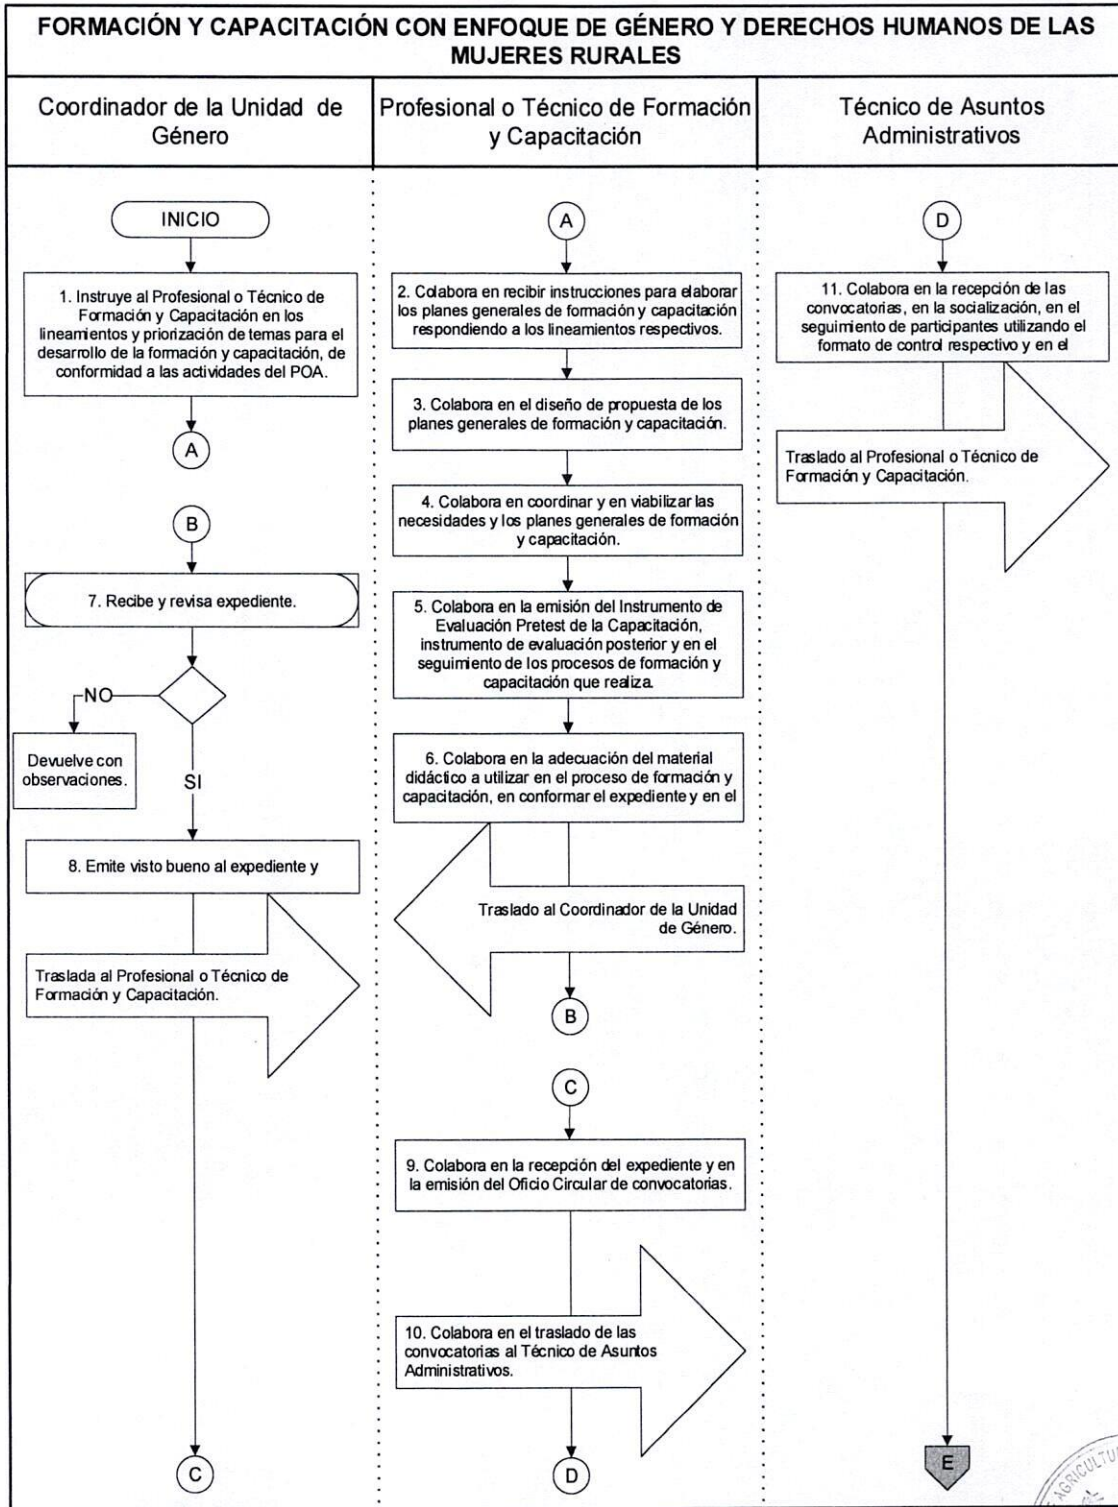 FORMACIÓN Y CAPACITACIÓN CON ENFOQUE DE GÉNERO Y DERECHOS HUMANOS DE LAS
MUJERES RURALES
Coordinador de la Unidad de
Género
Profesional o Técnico de Formación
y Capacitación
Técnico de Asuntos
Administrativos
INICIO
1. Instruye al Profesional o Técnico de
Formación y Capacitación en los
lineamientos y priorización de temas para el
desarrollo de la formación y capacitación, de
conformidad a las actividades del POA.
A
B
7. Recibe y revisa expediente.
NO
Devuelve con
observaciones.
SI
8. Emite visto bueno al expediente y
Traslada al Profesional o Técnico de
Formación y Capacitación.
C
A
2. Colabora en recibir instrucciones para elaborar
los planes generales de formación y capacitación
respondiendo a los lineamientos respectivos.
3. Colabora en el diseño de propuesta de los
planes generales de formación y capacitación.
4. Colabora en coordinar y en viabilizar las
necesidades y los planes generales de formación
y capacitación.
5. Colabora en la emisión del Instrumento de
Evaluación Pretest de la Capacitación,
instrumento de evaluación posterior y en el
seguimiento de los procesos de formación y
capacitación que realiza.
6. Colabora en la adecuación del material
didáctico a utilizar en el proceso de formación y
capacitación, en conformar el expediente y en el
Traslado al Coordinador de la Unidad
de Género.
B
C
9. Colabora en la recepción del expediente y en
la emisión del Oficio Circular de convocatorias.
10. Colabora en el traslado de las
convocatorias al Técnico de Asuntos
Administrativos.
D
D
11. Colabora en la recepción de las
convocatorias, en la socialización, en el
seguimiento de participantes utilizando el
formato de control respectivo y en el
Traslado al Profesional o Técnico de
Formación y Capacitación.
E